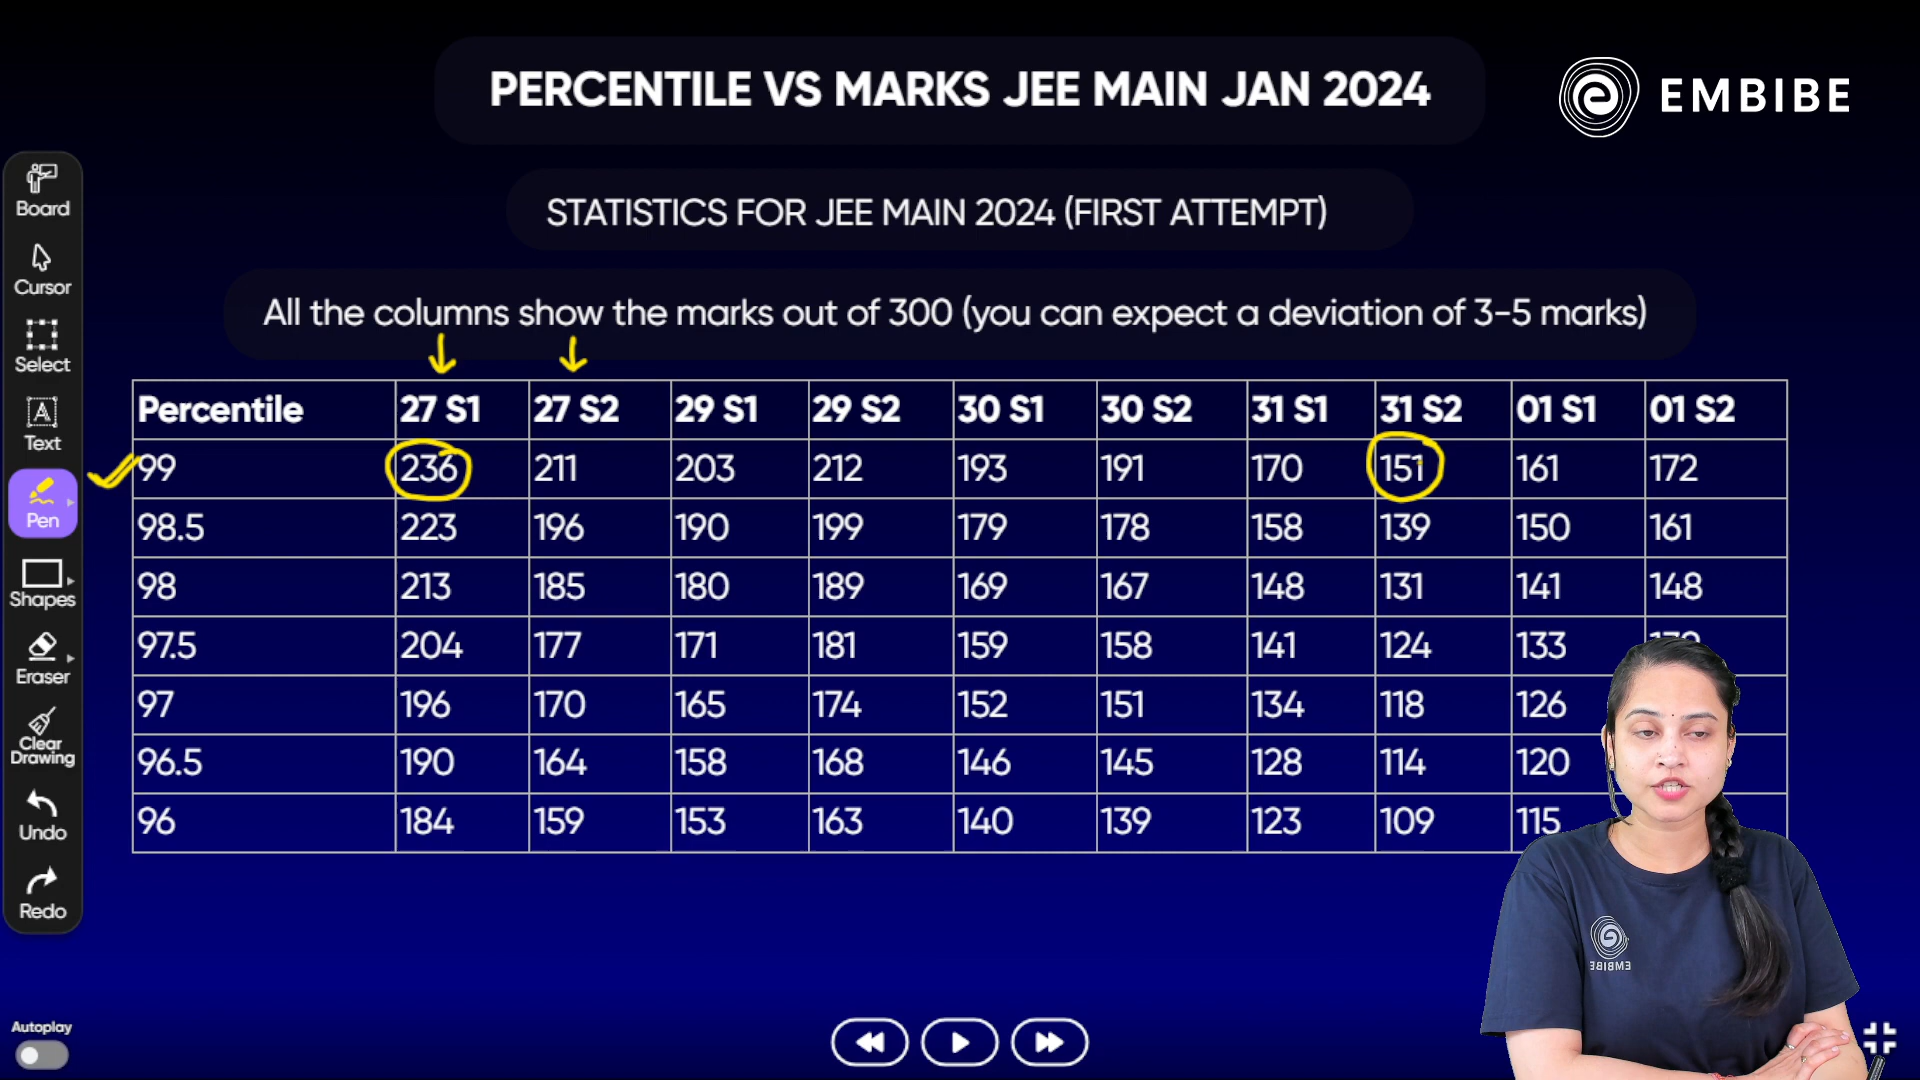 PERCENTILE VS MARKS JEE MAIN JAN 2024
EMBIBE
STATISTICS FOR JEE MAIN 2024 (FIRST ATTEMPT)
All the columns show the marks out of 300 (you can expect a deviation of 3-5 marks)
Board
Cursor
Select
Text
Pen
Shapes
Eraser
Clear
Drawing
Undo
Redo
Percentile 27 S1 27 S2 29 S1 29 S2 30 S1 30 S2 31 S1 31 S2 01 S1 01 S2
99 236 211 203 212 193 191 170 151 161 172
98.5 223 196 190 199 179 178 158 139 150 161
98 213 185 180 189 169 167 148 131 141 148
97.5 204 177 171 181 159 158 141 124 133
97 196 170 165 174 152 151 134 118 126
96.5 190 164 158 168 146 145 128 114 120
96 184 159 153 163 140 139 123 109 115
EMBIBE
Autoplay